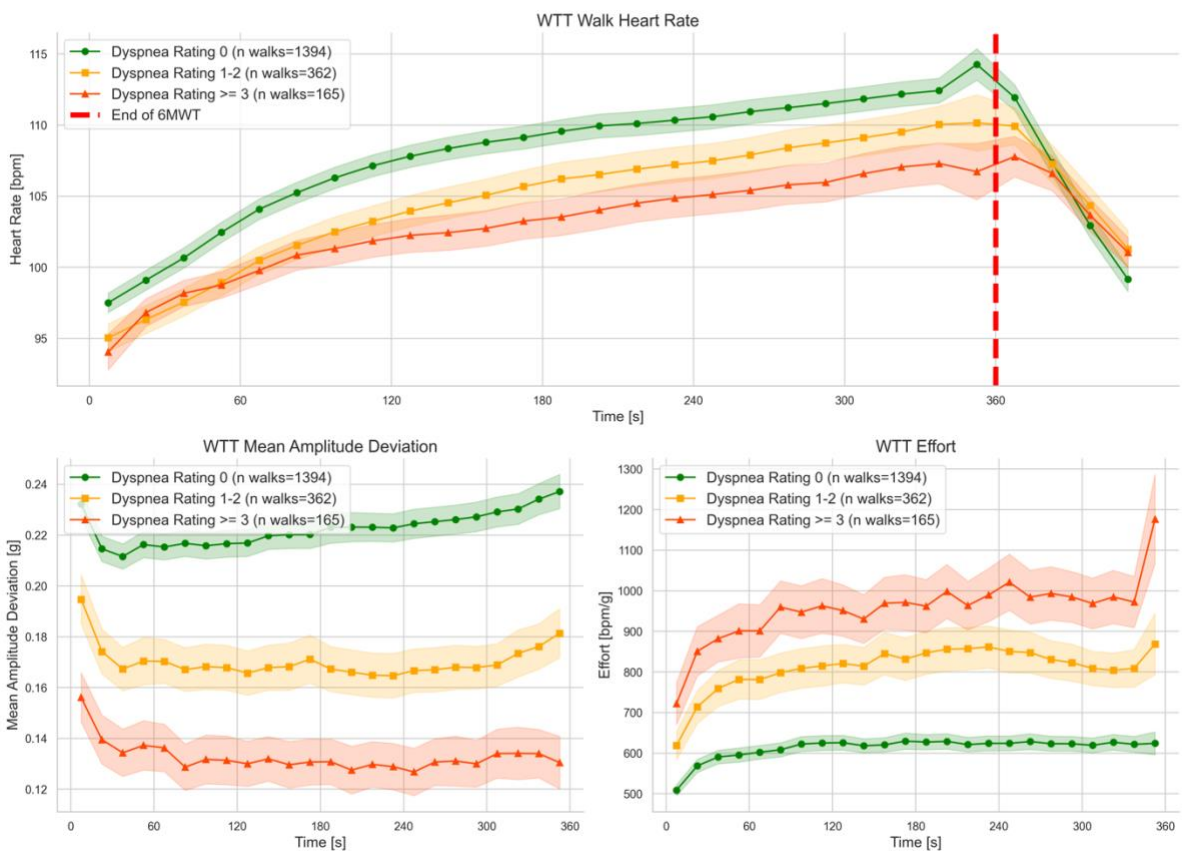 WTT Walk Heart Rate
115
110
105
100
95
Heart Rate [bpm]
Dyspnea Rating 0 (n walks=1394)
Dyspnea Rating 1-2 (n walks=362)
Dyspnea Rating >= 3 (n walks=165)
End of 6MWT
0 60 120 180 240 300 360
Time [s]
WTT Mean Amplitude Deviation
0.24
0.22
0.20
0.18
0.16
0.14
0.12
Mean Amplitude Deviation [g]
Dyspnea Rating 0 (n walks=1394)
Dyspnea Rating 1-2 (n walks=362)
Dyspnea Rating >= 3 (n walks=165)
0 60 120 180 240 300 360
Time [s]
WTT Effort
1300
1200
1100
1000
900
800
700
600
500
Effort [bpm/g]
Dyspnea Rating 0 (n walks=1394)
Dyspnea Rating 1-2 (n walks=362)
Dyspnea Rating >= 3 (n walks=165)
0 60 120 180 240 300 360
Time [s]